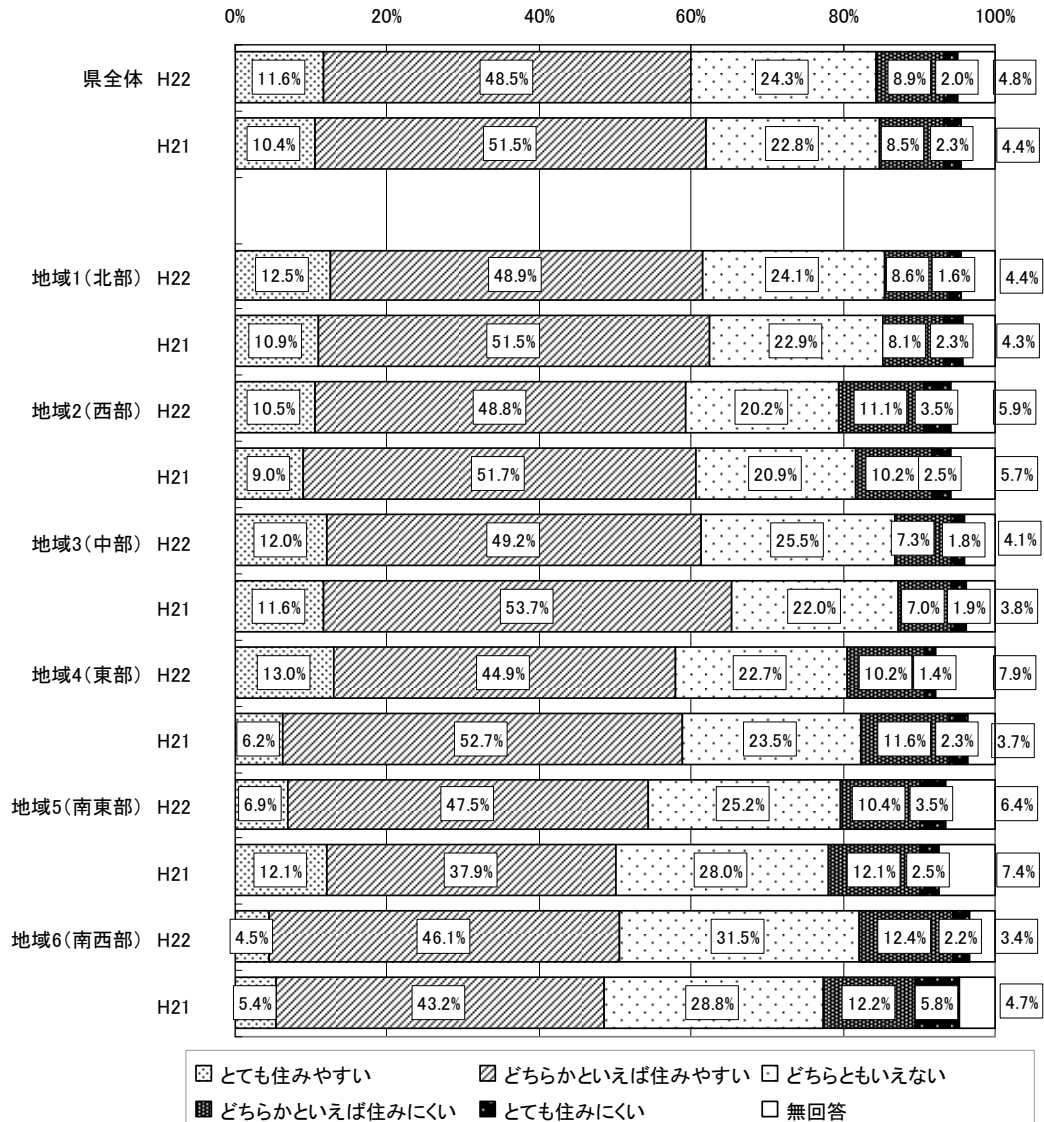 0% 20% 40% 60% 80% 100%
県全体 H22 11.6% 48.5% 24.3% 8.9% 2.0% 4.8%
H21 10.4% 51.5% 22.8% 8.5% 2.3% 4.4%
地域1(北部) H22 12.5% 48.9% 24.1% 8.6% 1.6% 4.4%
H21 10.9% 51.5% 22.9% 8.1% 2.3% 4.3%
地域2(西部) H22 10.5% 48.8% 20.2% 11.1% 3.5% 5.9%
H21 9.0% 51.7% 20.9% 10.2% 2.5% 5.7%
地域3(中部) H22 12.0% 49.2% 25.5% 7.3% 1.8% 4.1%
H21 11.6% 53.7% 22.0% 7.0% 1.9% 3.8%
地域4(東部) H22 13.0% 44.9% 22.7% 10.2% 1.4% 7.9%
H21 6.2% 52.7% 23.5% 11.6% 2.3% 3.7%
地域5(南東部) H22 6.9% 47.5% 25.2% 10.4% 3.5% 6.4%
H21 12.1% 37.9% 28.0% 12.1% 2.5% 7.4%
地域6(南西部) H22 4.5% 46.1% 31.5% 12.4% 2.2% 3.4%
H21 5.4% 43.2% 28.8% 12.2% 5.8% 4.7%
とても住みやすい どちらかといえば住みやすい どちらともいえない
どちらかといえば住みにくい とても住みにくい 無回答